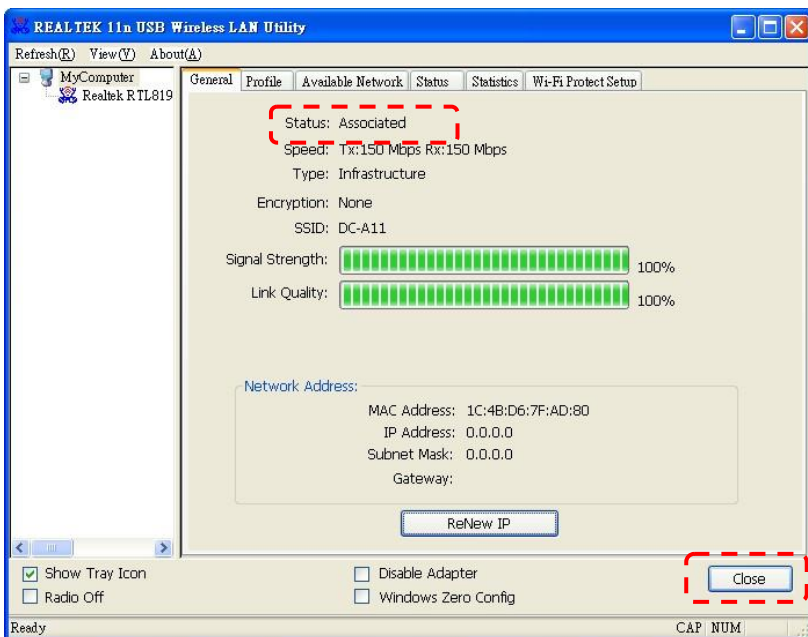 REALTEK 11n USB Wireless LAN Utility
Refresh(R) View(V) About(A)
MyComputer
Realtek RTL819
General Profile Available Network Status Statistics Wi-Fi Protect Setup
Status: Associated
Speed: Tx:150 Mbps Rx:150 Mbps
Type: Infrastructure
Encryption: None
SSID: DC-A11
Signal Strength: 100%
Link Quality: 100%
Network Address:
MAC Address: 1C:4B:D6:7F:AD:80
IP Address: 0.0.0.0
Subnet Mask: 0.0.0.0
Gateway:
ReNew IP
Show Tray Icon Disable Adapter Close
Radio Off Windows Zero Config
Ready CAP NUM